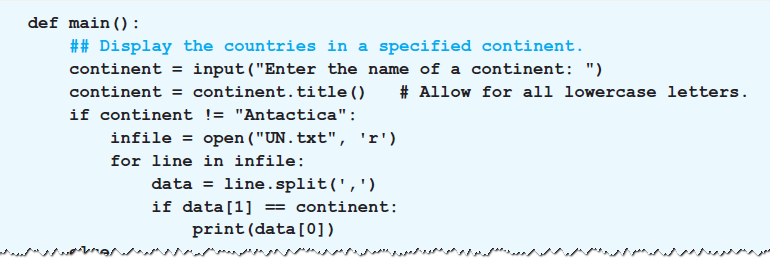 def main():
    ## Display the countries in a specified continent.
    continent = input("Enter the name of a continent: ")
    continent = continent.title()   # Allow for all lowercase letters.
    if continent != "Antactica":
        infile = open("UN.txt", 'r')
        for line in infile:
            data = line.split(',')
            if data[1] == continent:
                print(data[0])